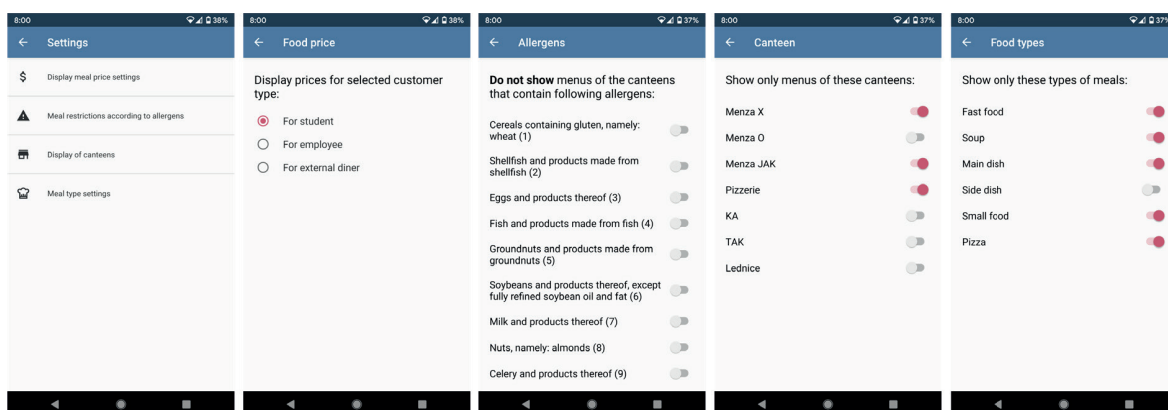 8:00
38%
Settings
Display meal price settings
Meal restrictions according to allergens
Display of canteens
Meal type settings
8:00
38%
Food price
Display prices for selected customer
type:
For student
For employee
For external diner
8:00
37%
Allergens
Do not show menus of the canteens
that contain following allergens:
Cereals containing gluten, namely:
wheat (1)
Shellfish and products made from
shellfish (2)
Eggs and products thereof (3)
Fish and products made from fish (4)
Groundnuts and products made from
groundnuts (5)
Soybeans and products thereof, except
fully refined soybean oil and fat (6)
Milk and products thereof (7)
Nuts, namely: almonds (8)
Celery and products thereof (9)
8:00
37%
Canteen
Show only menus of these canteens:
Menza X
Menza O
Menza JAK
Pizzerie
KA
TAK
Lednice
8:00
37%
Food types
Show only these types of meals:
Fast food
Soup
Main dish
Side dish
Small food
Pizza